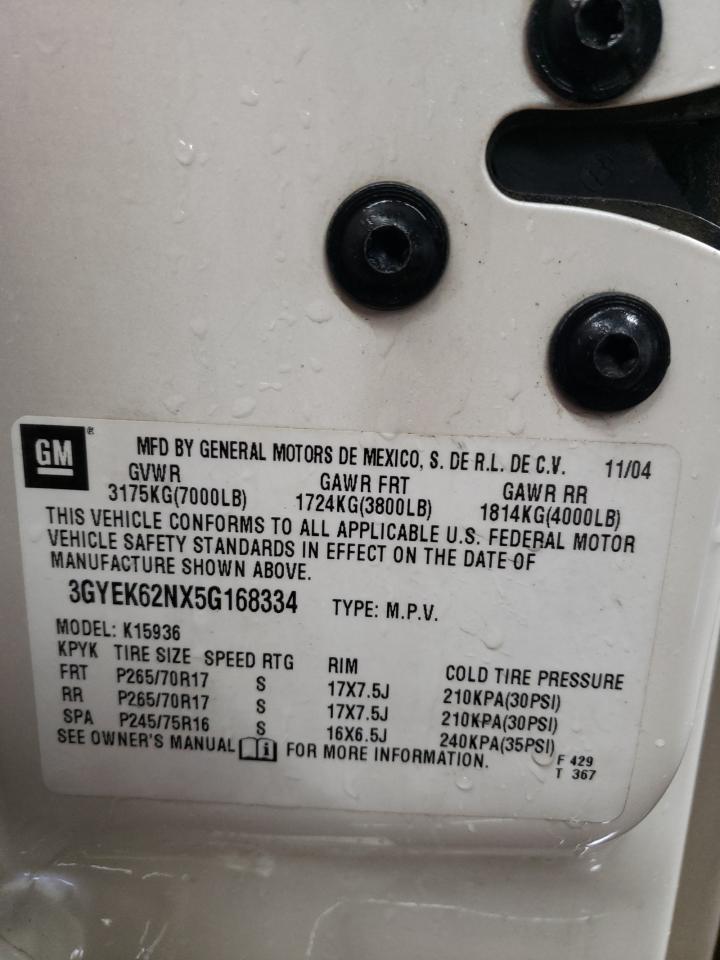 GM® MFD BY GENERAL MOTORS DE MEXICO, S. DE R.L. DE C.V. 11/04
GVWR GAWR FRT GAWR RR
3175KG(7000LB) 1724KG(3800LB) 1814KG(4000LB)
THIS VEHICLE CONFORMS TO ALL APPLICABLE U.S. FEDERAL MOTOR
VEHICLE SAFETY STANDARDS IN EFFECT ON THE DATE OF
MANUFACTURE SHOWN ABOVE.
3GYEK62NX5G168334 TYPE: M.P.V.
MODEL: K15936
KPYK TIRE SIZE SPEED RTG RIM COLD TIRE PRESSURE
FRT P265/70R17 S 17X7.5J 210KPA(30PSI)
RR P265/70R17 S 17X7.5J 210KPA(30PSI)
SPA P245/75R16 S 16X6.5J 240KPA(35PSI)
SEE OWNER'S MANUAL i FOR MORE INFORMATION.
F 429
T 367